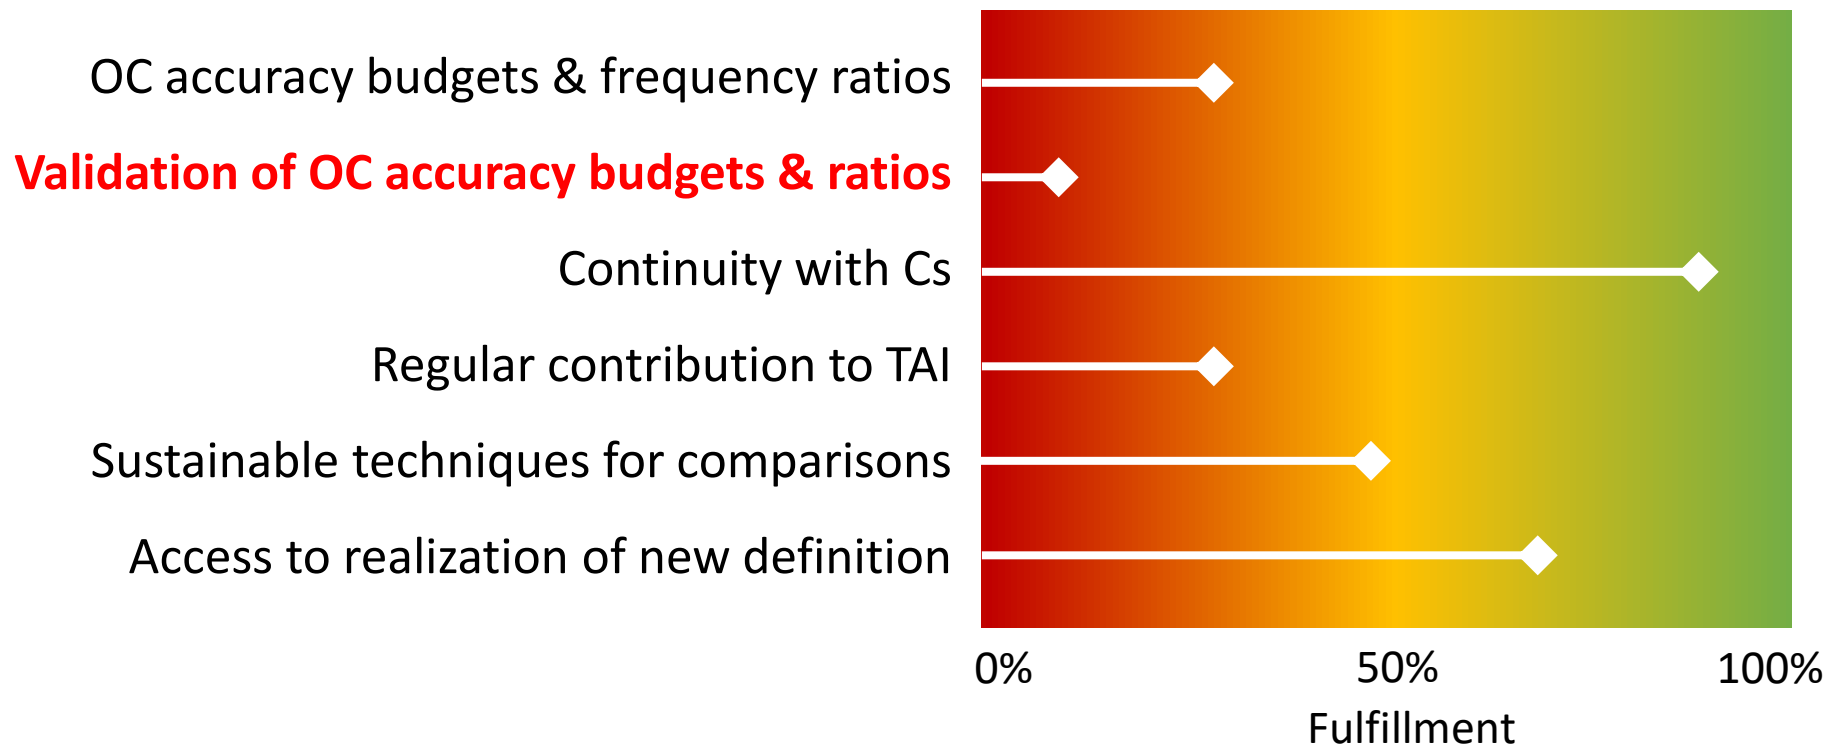 OC accuracy budgets & frequency ratios
Validation of OC accuracy budgets & ratios
Continuity with Cs
Regular contribution to TAI
Sustainable techniques for comparisons
Access to realization of new definition
0% 50% 100%
Fulfillment